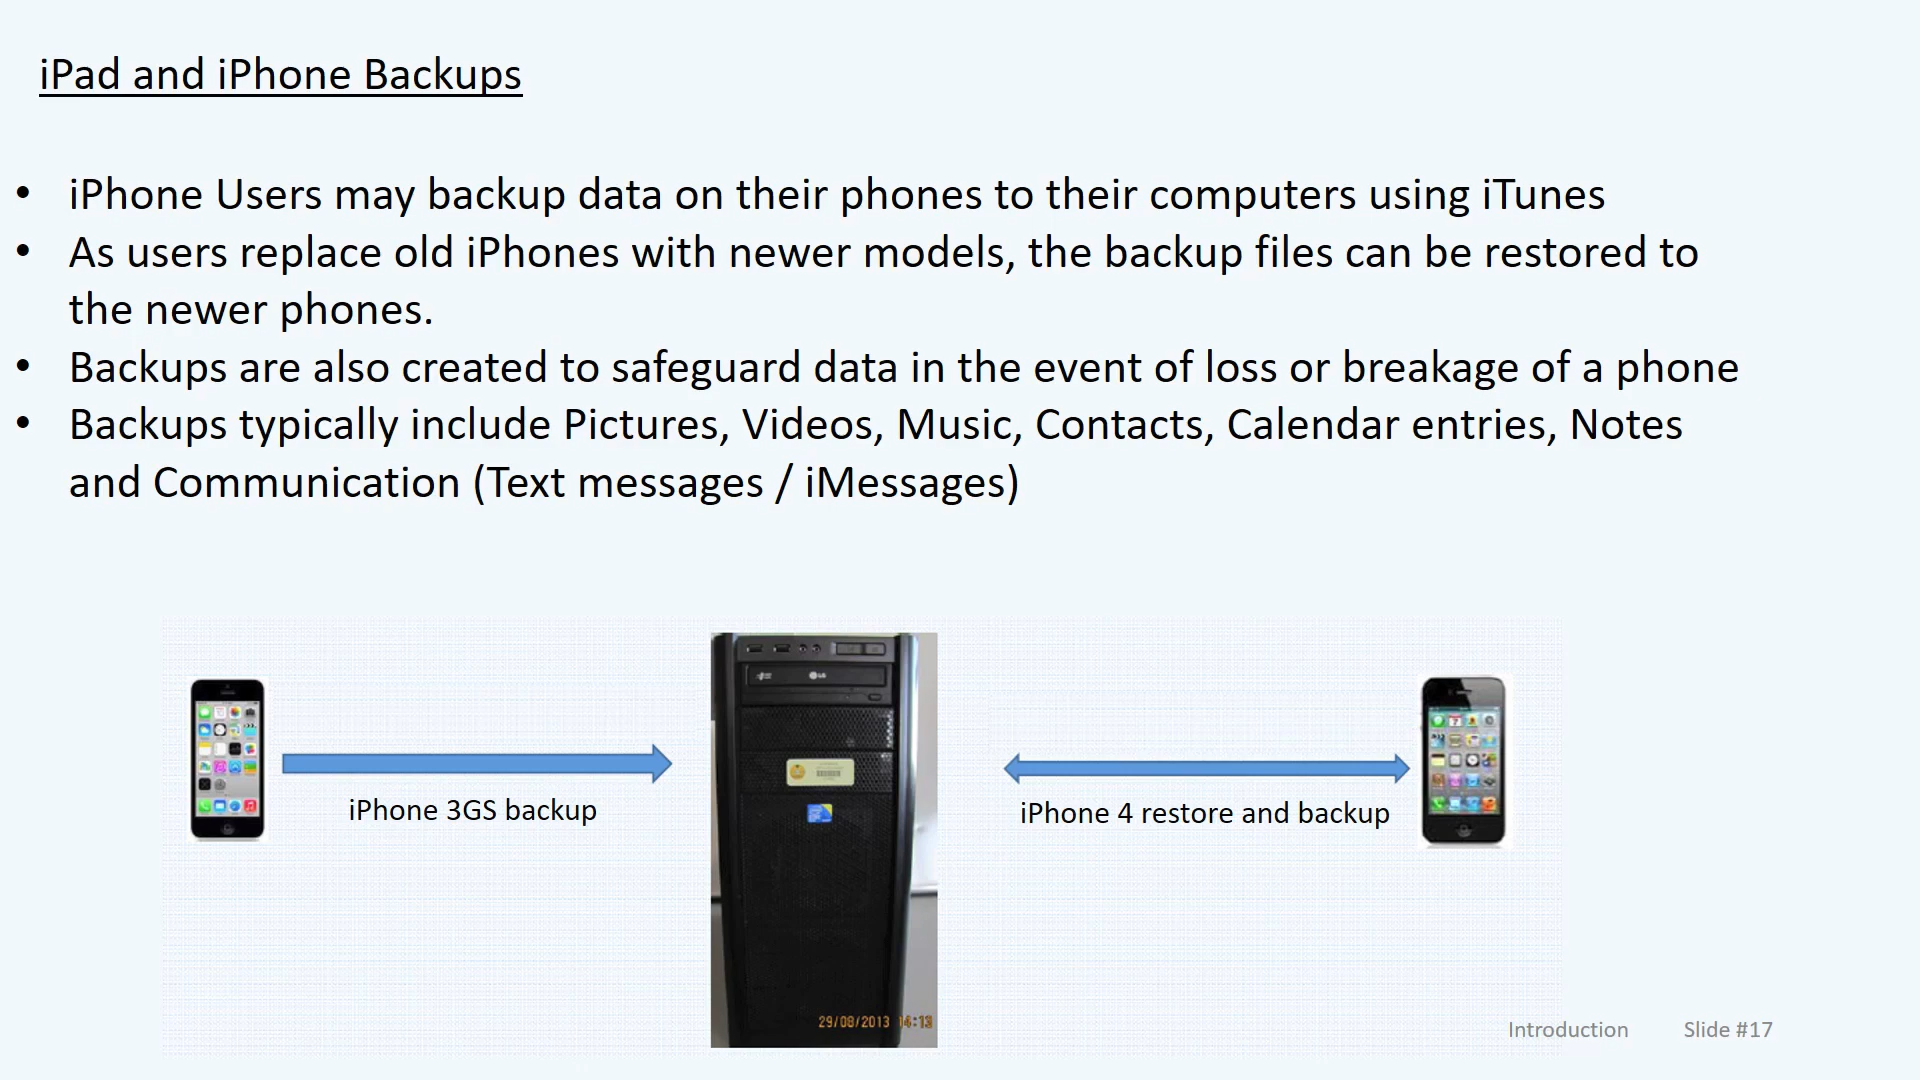 iPad and iPhone Backups
• iPhone Users may backup data on their phones to their computers using iTunes
• As users replace old iPhones with newer models, the backup files can be restored to
the newer phones.
• Backups are also created to safeguard data in the event of loss or breakage of a phone
• Backups typically include Pictures, Videos, Music, Contacts, Calendar entries, Notes
and Communication (Text messages / iMessages)
LG
iPhone 3GS backup
iPhone 4 restore and backup
29/08/2013 14:13
Introduction
Slide #17